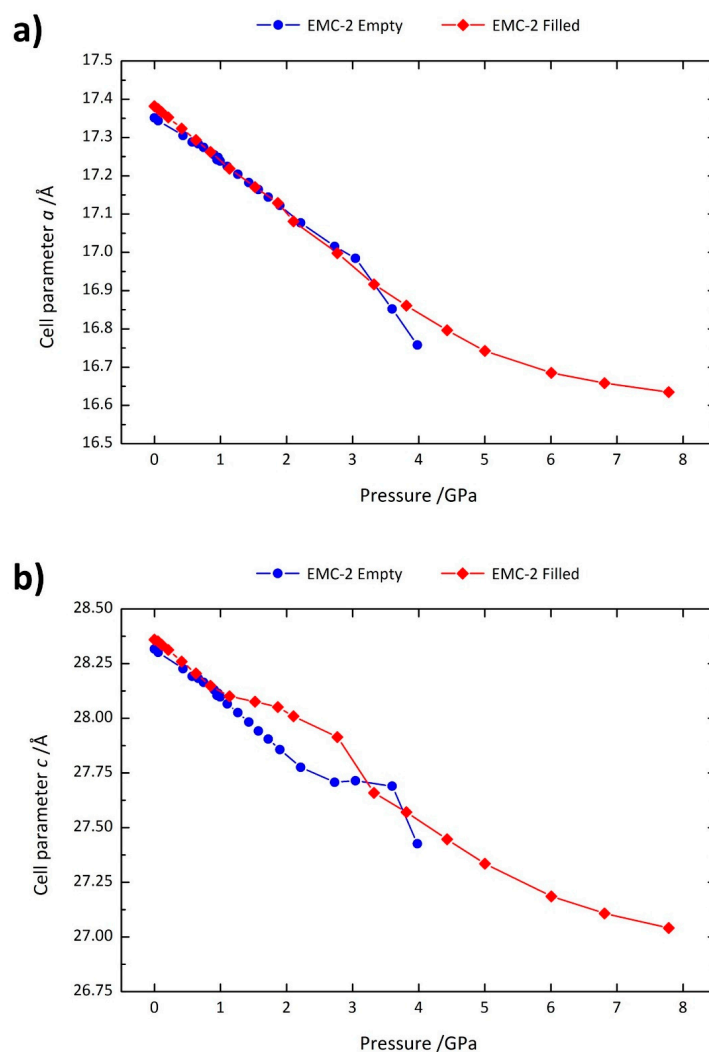 a)
EMC-2 Empty EMC-2 Filled
17.5
17.4
17.3
17.2
17.1
17.0
16.9
16.8
16.7
16.6
16.5
Cell parameter a /Å
0 1 2 3 4 5 6 7 8
Pressure /GPa
b)
EMC-2 Empty EMC-2 Filled
28.50
28.25
28.00
27.75
27.50
27.25
27.00
26.75
Cell parameter c /Å
0 1 2 3 4 5 6 7 8
Pressure /GPa